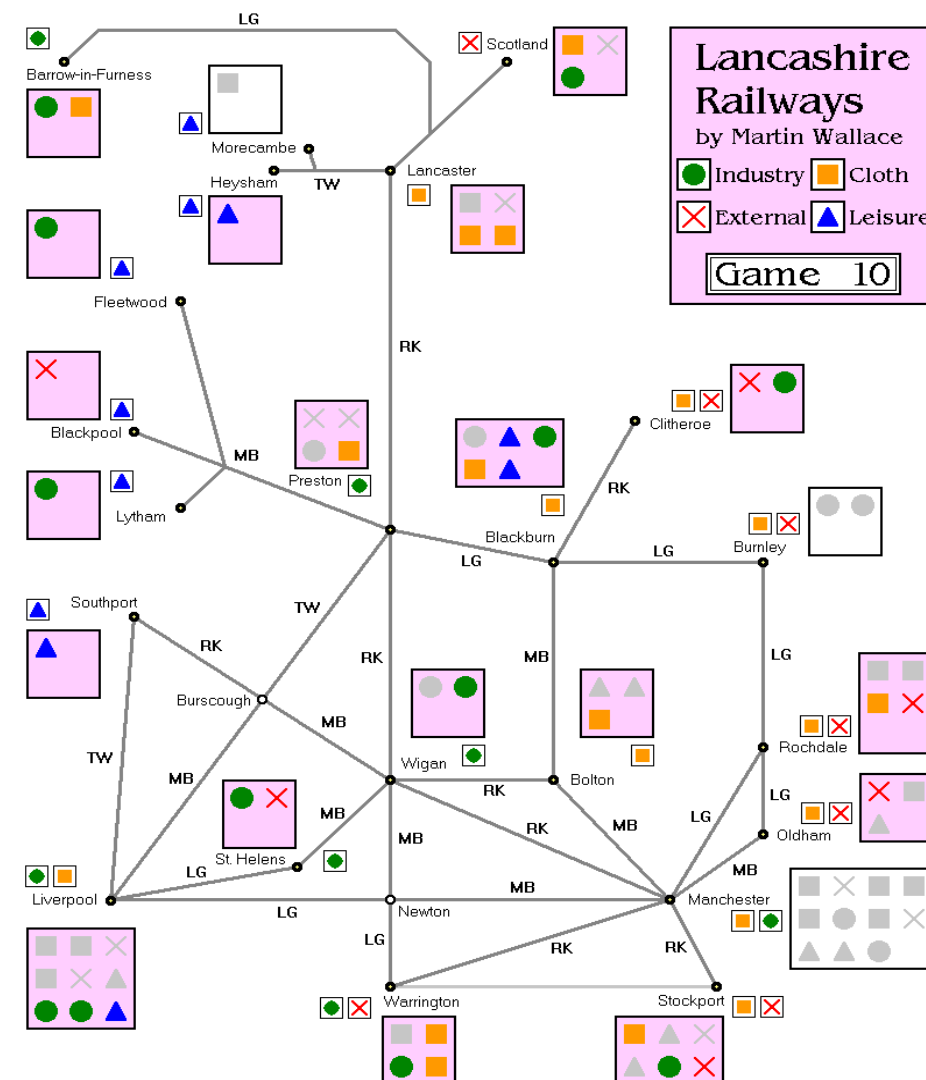 LG
Scotland
Barrow-in-Furness
Lancashire
Railways
by Martin Wallace
Industry
Cloth
External
Leisure
Game 10
Morecambe
Heysham
TW
Lancaster
Fleetwood
RK
Blackpool
MB
Preston
Clitheroe
Lytham
RK
Blackburn
LG
LG
Burnley
Southport
TW
RK
RK
MB
LG
Burscough
MB
Rochdale
Wigan
TW
MB
RK
Bolton
MB
LG
LG
St. Helens
RK
MB
Oldham
MB
LG
MB
Liverpool
LG
Newton
MB
Manchester
LG
RK
RK
Warrington
Stockport